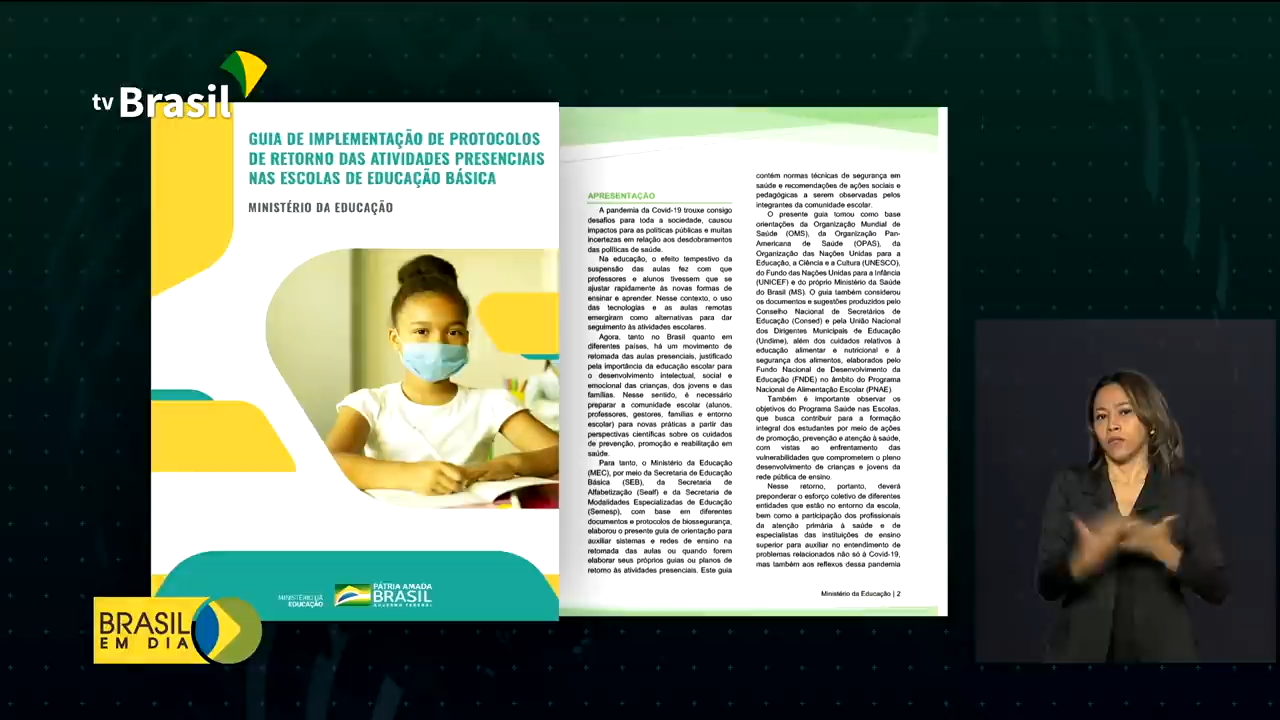 tv Brasil
GUIA DE IMPLEMENTAÇÃO DE PROTOCOLOS
DE RETORNO DAS ATIVIDADES PRESENCIAIS
NAS ESCOLAS DE EDUCAÇÃO BÁSICA
MINISTÉRIO DA EDUCAÇÃO
MINISTÉRIO DA
EDUCAÇÃO
PÁTRIA AMADA
BRASIL
GOVERNO FEDERAL
APRESENTAÇÃO
A pandemia da Covid-19 trouxe consigo
desafios para toda a sociedade, causou
impactos para as políticas públicas e muitas
incertezas em relação aos desdobramentos
das políticas de saúde.
Na educação, o efeito tempestivo da
suspensão das aulas fez com que
professores e alunos tivessem que se
ajustar rapidamente às novas formas de
ensinar e aprender. Nesse contexto, o uso
das tecnologias e as aulas remotas
emergiram como alternativas para dar
seguimento às atividades escolares.
Agora, tanto no Brasil quanto em
diferentes países, há um movimento de
retomada das aulas presenciais, justificado
pela importância da educação escolar para
o desenvolvimento intelectual, social e
emocional das crianças, dos jovens e das
famílias. Nesse sentido, é necessário
preparar a comunidade escolar (alunos,
professores, gestores, famílias e entorno
escolar) para novas práticas a partir das
perspectivas científicas sobre os cuidados
de prevenção, promoção e reabilitação em
saúde.
Para tanto, o Ministério da Educação
(MEC), por meio da Secretaria de Educação
Básica (SEB), da Secretaria de
Alfabetização (Sealf) e da Secretaria de
Modalidades Especializadas de Educação
(Semesp), com base em diferentes
documentos e protocolos de biossegurança,
elaborou o presente guia de orientação para
auxiliar sistemas e redes de ensino na
retomada das aulas ou quando forem
elaborar seus próprios guias ou planos de
retorno às atividades presenciais. Este guia
contém normas técnicas de segurança em
saúde e recomendações de ações sociais e
pedagógicas a serem observadas pelos
integrantes da comunidade escolar.
O presente guia tomou como base
orientações da Organização Mundial de
Saúde (OMS), da Organização Pan-
Americana de Saúde (OPAS), da
Organização das Nações Unidas para a
Educação, a Ciência e a Cultura (UNESCO),
do Fundo das Nações Unidas para a Infância
(UNICEF) e do próprio Ministério da Saúde
do Brasil (MS). O guia também considerou
os documentos e sugestões produzidos pelo
Conselho Nacional de Secretários de
Educação (Consed) e pela União Nacional
dos Dirigentes Municipais de Educação
(Undime), além dos cuidados relativos à
educação alimentar e nutricional e à
segurança dos alimentos, elaborados pelo
Fundo Nacional de Desenvolvimento da
Educação (FNDE) no âmbito do Programa
Nacional de Alimentação Escolar (PNAE).
Também é importante observar os
objetivos do Programa Saúde nas Escolas,
que busca contribuir para a formação
integral dos estudantes por meio de ações
de promoção, prevenção e atenção à saúde,
com vistas ao enfrentamento das
vulnerabilidades que comprometem o pleno
desenvolvimento de crianças e jovens da
rede pública de ensino.
Nesse retorno, portanto, deverá
preponderar o esforço coletivo de diferentes
entidades que estão no entorno da escola,
bem como a participação dos profissionais
da atenção primária à saúde e de
especialistas das instituições de ensino
superior para auxiliar no entendimento de
problemas relacionados não só à Covid-19,
mas também aos reflexos dessa pandemia
Ministério da Educação | 2
BRASIL
EM DIA